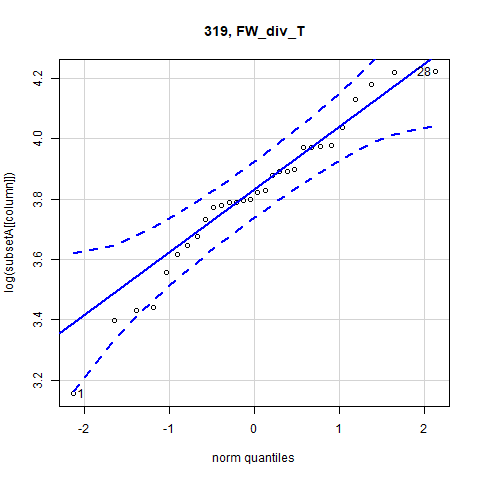 319, FW_div_T
log(subsetA[[column]])
4.2
4.0
3.8
3.6
3.4
3.2
28
1
-2 -1 0 1 2
norm quantiles